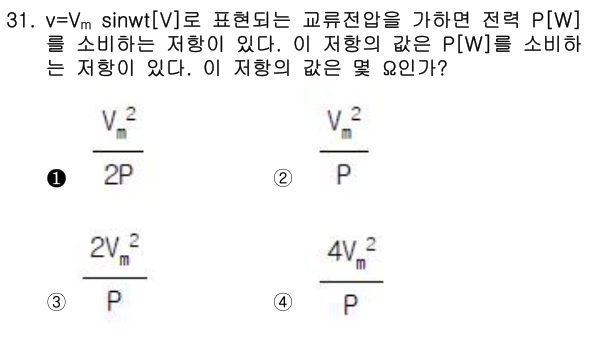 31. v=Vₘ sinwt[V]로 표현되는 교류전압을 가하면 전력 P[W]
를 소비하는 저항이 있다. 이 저항의 값은 P[W]를 소비하
는 저항이 있다. 이 저항의 값은 몇 Ω인가?
❶ Vₘ²/2P ② Vₘ²/P
③ 2Vₘ²/P ④ 4Vₘ²/P